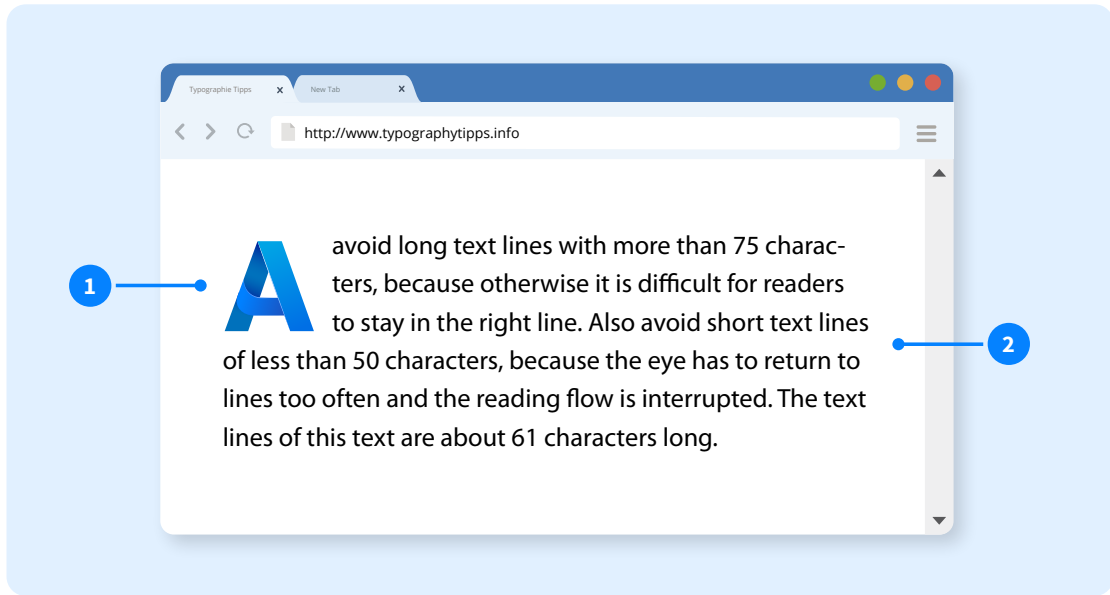 Typographie Tipps x New Tab x
http://www.typographytipps.info
A avoid long text lines with more than 75 charac-
ters, because otherwise it is difficult for readers
to stay in the right line. Also avoid short text lines
of less than 50 characters, because the eye has to return to
lines too often and the reading flow is interrupted. The text
lines of this text are about 61 characters long.
1
2